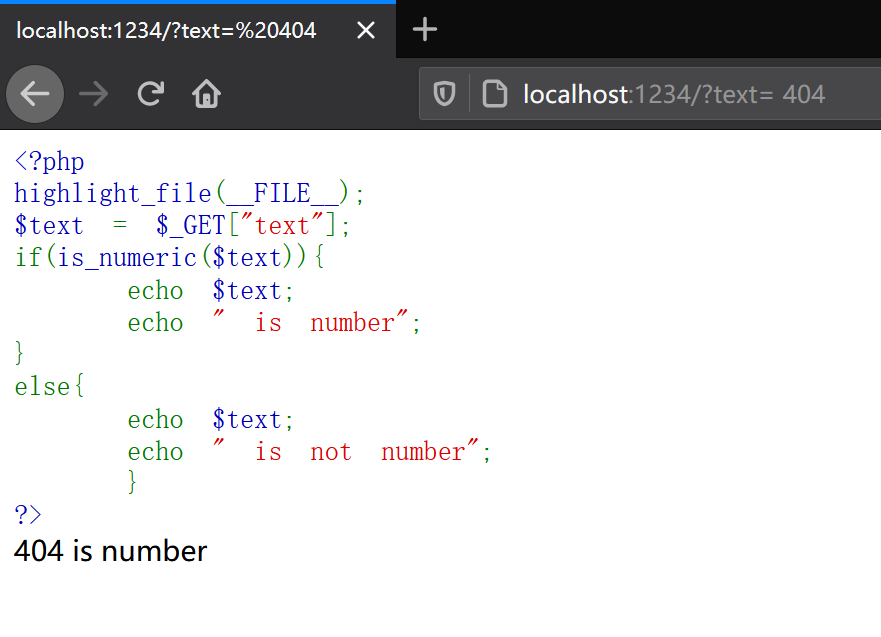 localhost:1234/?text=%20404
localhost:1234/?text= 404
<?php
highlight_file(__FILE__);
$text  =  $_GET["text"];
if(is_numeric($text)){
        echo  $text;
        echo  "  is  number";
}
else{
        echo  $text;
        echo  "  is  not  number";
        }
?>
404 is number